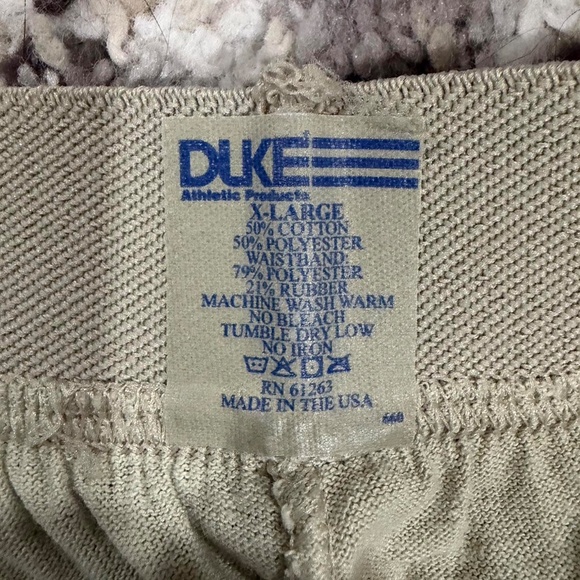 DUKE
Athletic Products
X-LARGE
50% COTTON
50% POLYESTER
WAISTBAND:
79% POLYESTER
21% RUBBER
MACHINE WASH WARM
NO BLEACH
TUMBLE DRY LOW
NO IRON
RN 61263
MADE IN THE USA
660